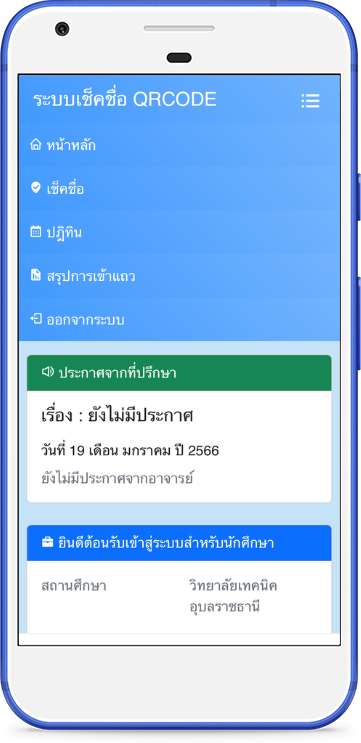 ระบบเช็คชื่อ QRCODE
หน้าหลัก
เช็คชื่อ
ปฎิทิน
สรุปการเข้าแถว
ออกจากระบบ
ประกาศจากที่ปรึกษา
เรื่อง : ยังไม่มีประกาศ
วันที่ 19 เดือน มกราคม ปี 2566
ยังไม่มีประกาศจากอาจารย์
ยินดีต้อนรับเข้าสู่ระบบสำหรับนักศึกษา
สถานศึกษา วิทยาลัยเทคนิค
อุบลราชธานี